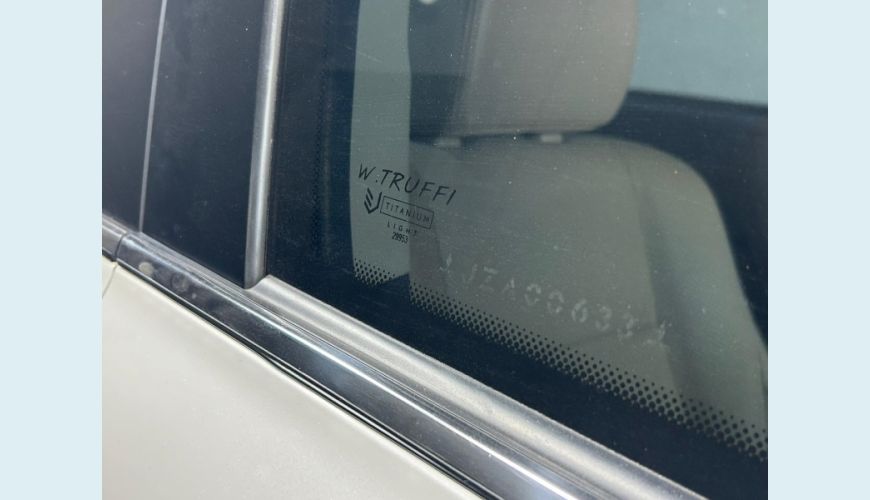 W.TRUFFI
TITANIUM
LIGHT
28953